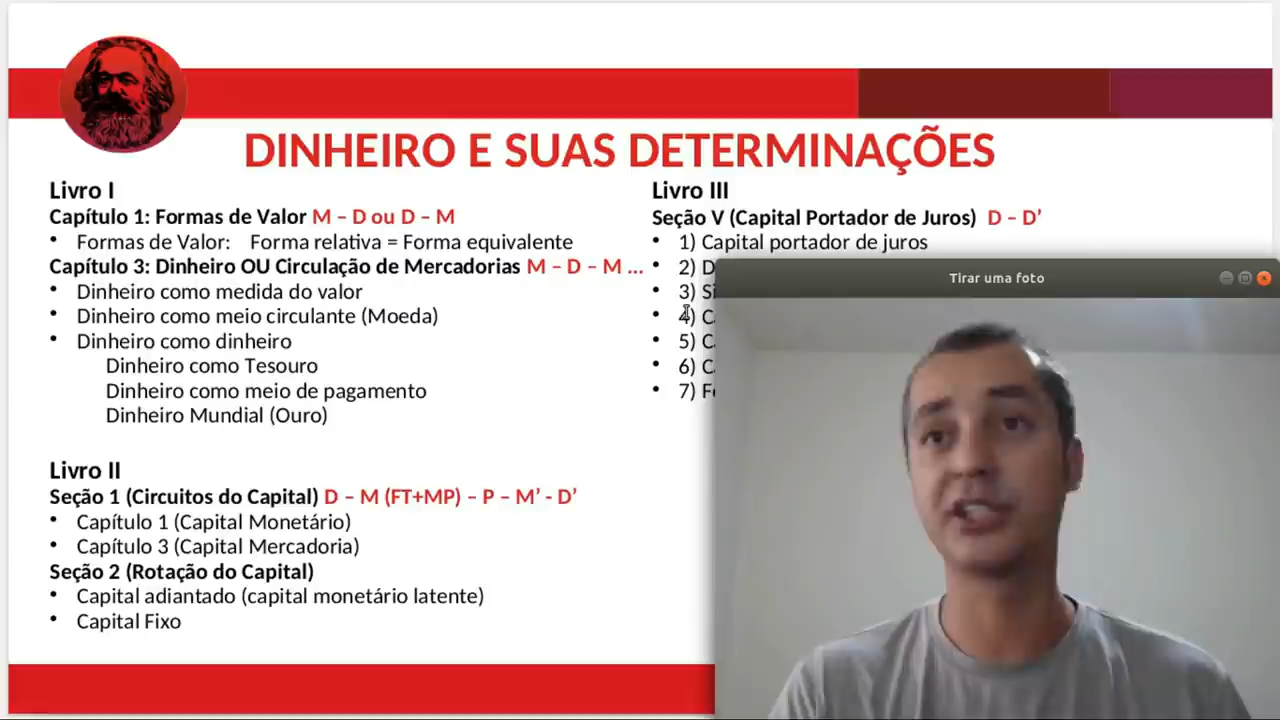 DINHEIRO E SUAS DETERMINAÇÕES
Livro I
Capítulo 1: Formas de Valor M – D ou D – M
• Formas de Valor: Forma relativa = Forma equivalente
Capítulo 3: Dinheiro OU Circulação de Mercadorias M – D – M ...
• Dinheiro como medida do valor
• Dinheiro como meio circulante (Moeda)
• Dinheiro como dinheiro
Dinheiro como Tesouro
Dinheiro como meio de pagamento
Dinheiro Mundial (Ouro)
Livro II
Seção 1 (Circuitos do Capital) D – M (FT+MP) – P – M’ - D’
• Capítulo 1 (Capital Monetário)
• Capítulo 3 (Capital Mercadoria)
Seção 2 (Rotação do Capital)
• Capital adiantado (capital monetário latente)
• Capital Fixo
Livro III
Seção V (Capital Portador de Juros) D – D’
• 1) Capital portador de juros
• 2)
• 3)
• 4)
• 5)
• 6)
• 7)
Tirar uma foto